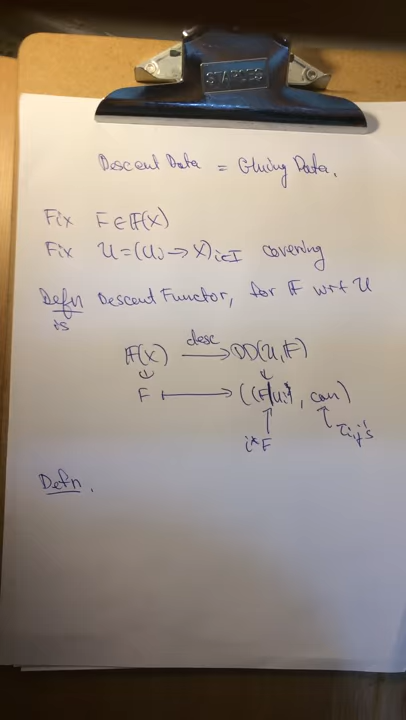 STAPLES
Descent Data = Gluing Data.
Fix F ∈ 𝔽(X)
Fix U = (Ui → X)i∈I covering
Defn Descent Functor, for 𝔽 wrt U
is
𝔽(X) desc → DD(U, 𝔽)
F ⟼ ((F|Ui), can)
i*F τi,j's
Defn.